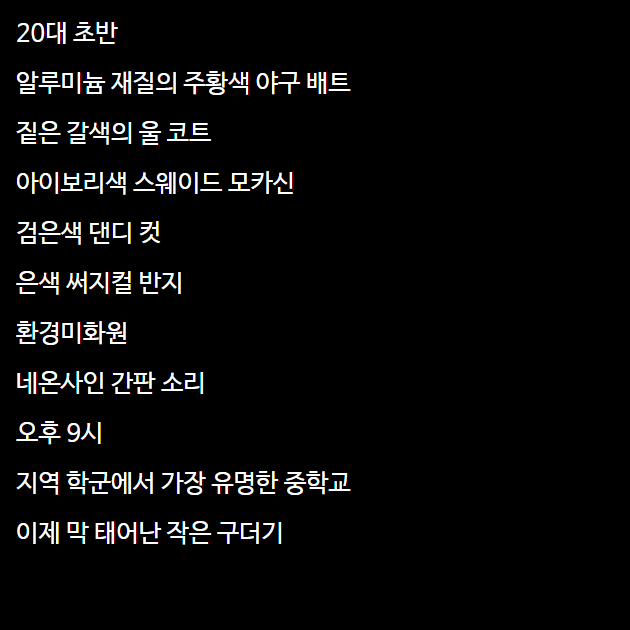 20대 초반
알루미늄 재질의 주황색 야구 배트
짙은 갈색의 울 코트
아이보리색 스웨이드 모카신
검은색 댄디 컷
은색 써지컬 반지
환경미화원
네온사인 간판 소리
오후 9시
지역 학군에서 가장 유명한 중학교
이제 막 태어난 작은 구더기